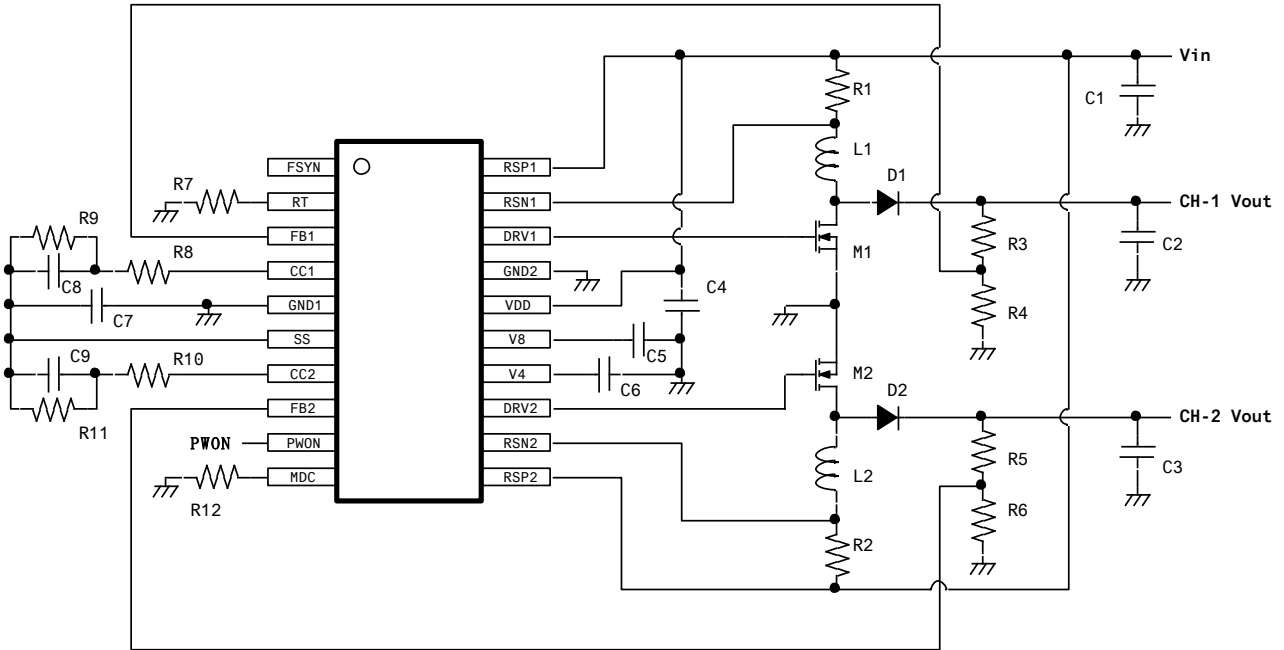 Vin
R1
C1
L1
D1
FSYN
RSP1
R7
RT
RSN1
CH-1 Vout
R9
FB1
DRV1
M1
R3
C2
R8
CC1
GND2
C8
C4
GND1
VDD
R4
C7
SS
V8
C5
C9
R10
CC2
V4
C6
M2
D2
FB2
DRV2
CH-2 Vout
R11
PWON
PWON
RSN2
R5
C3
MDC
RSP2
L2
R12
R6
R2